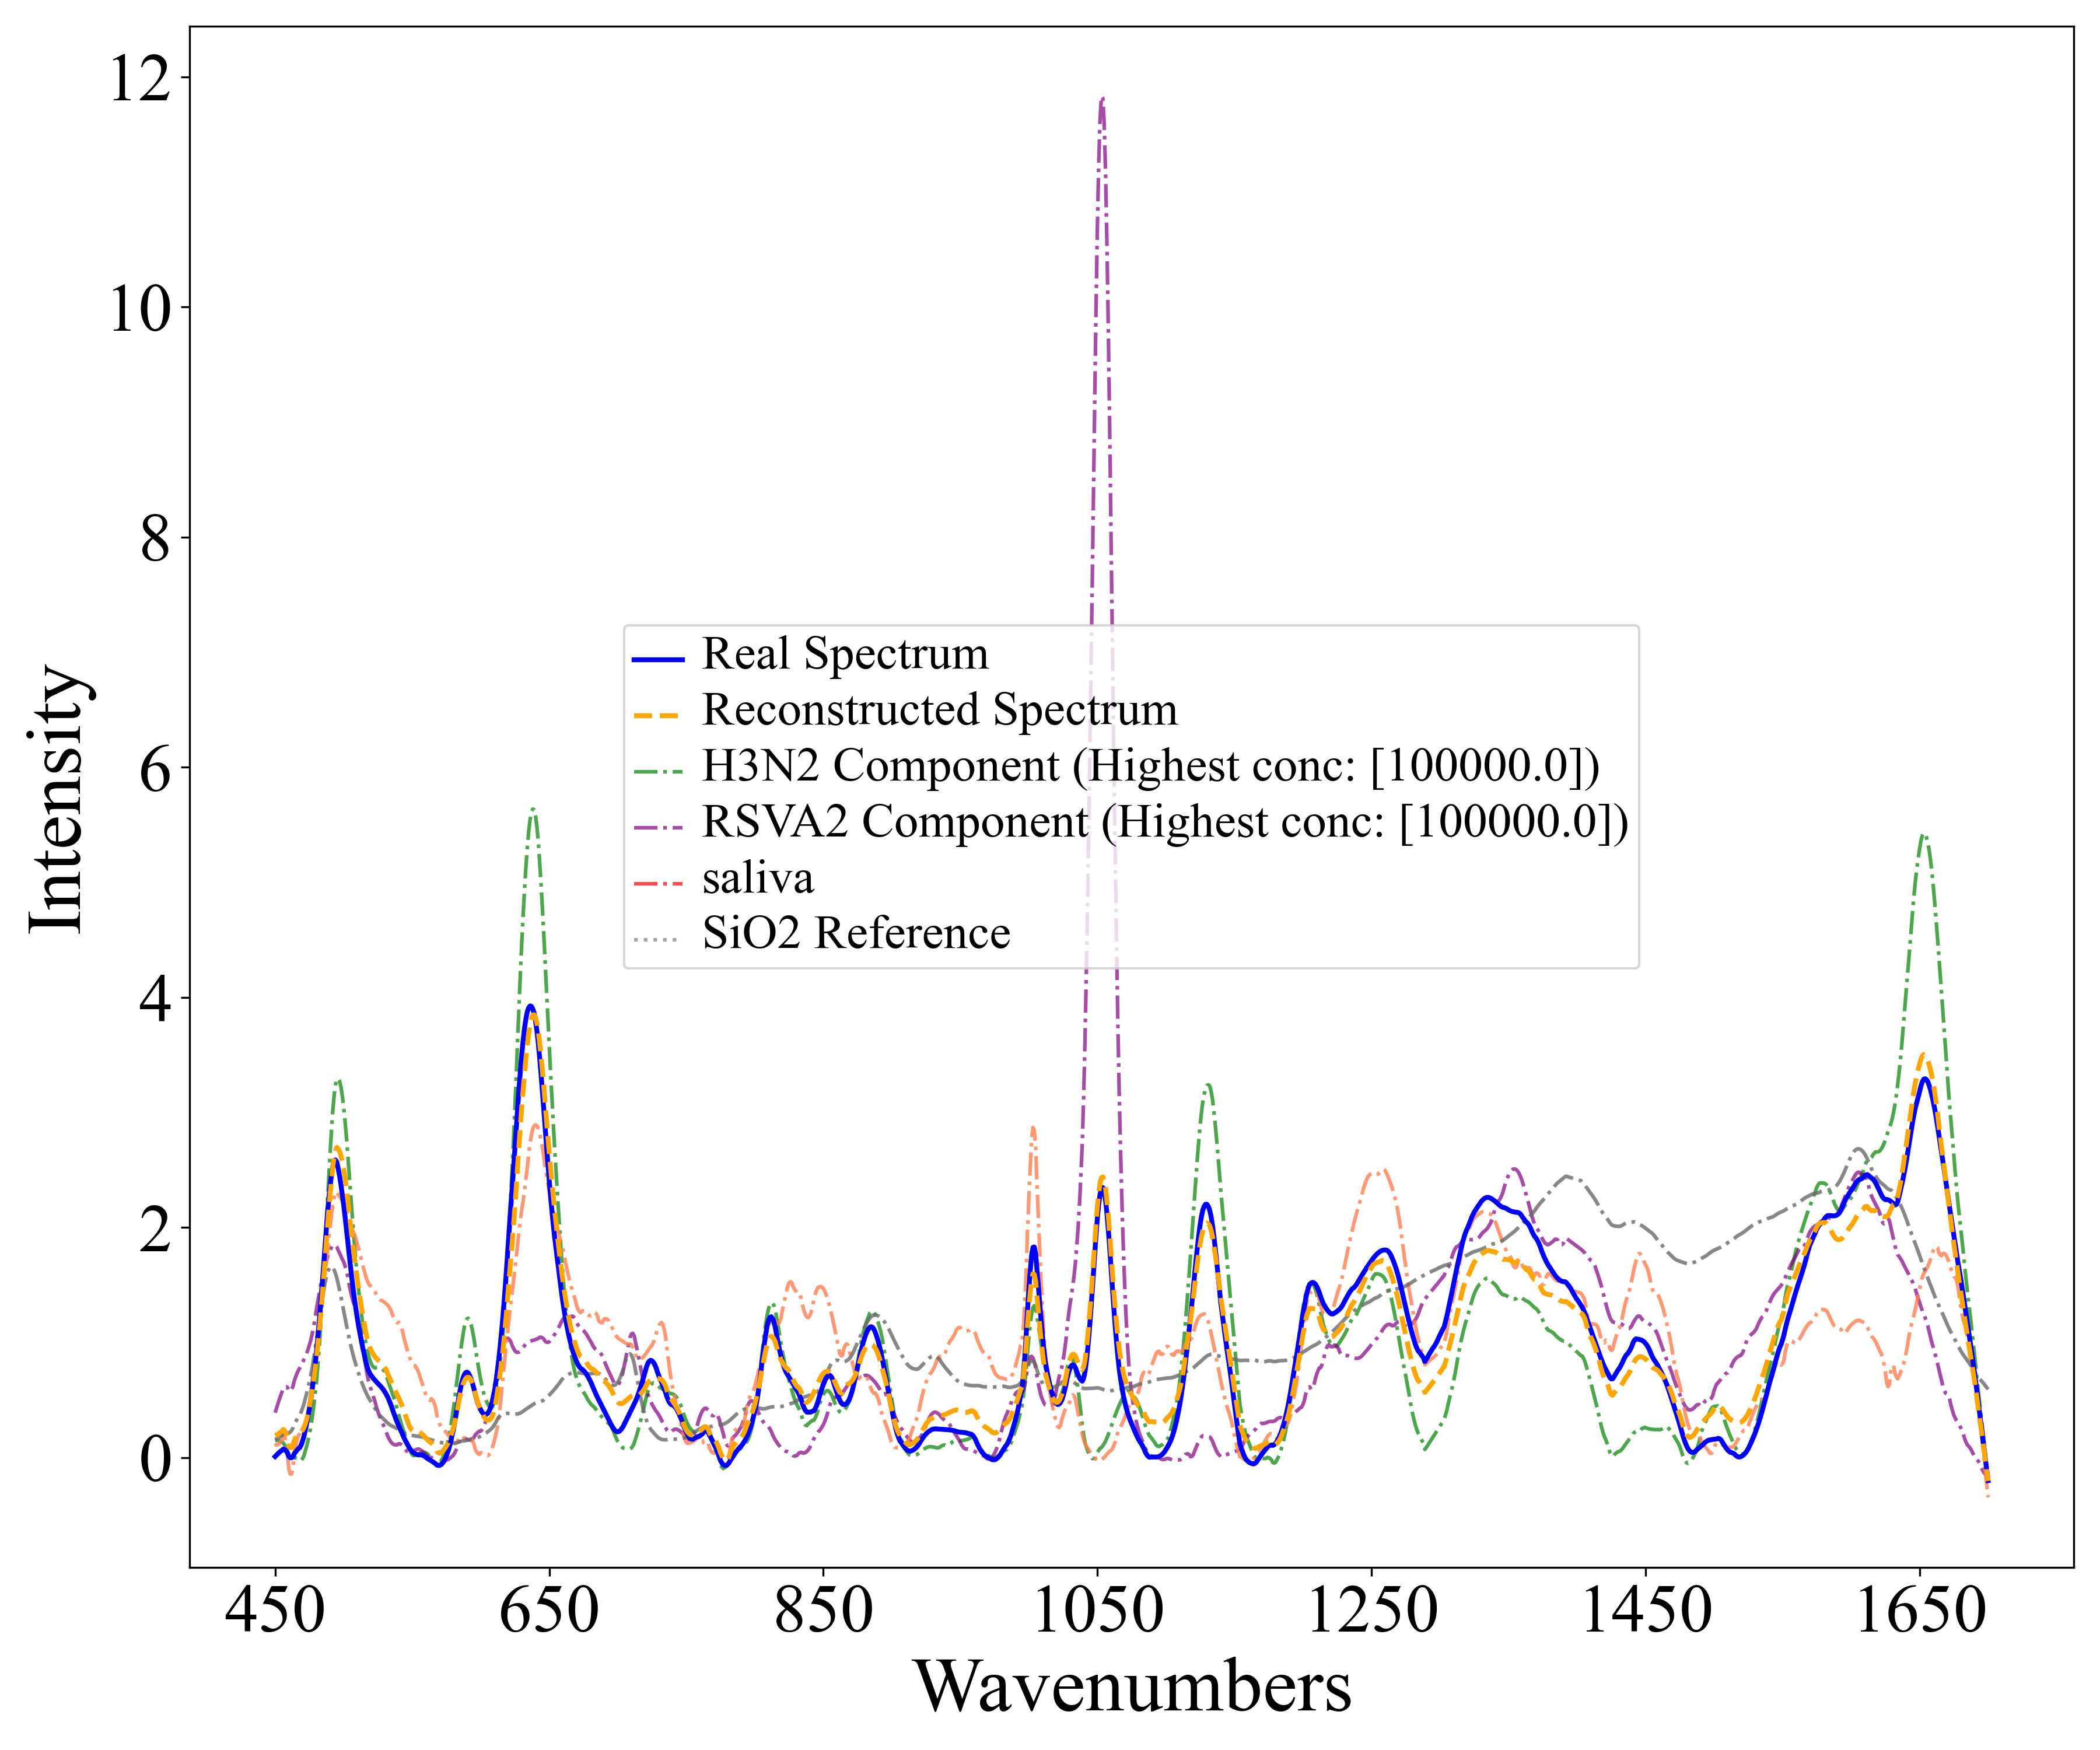 12
10
8
6
4
2
0
Intensity
Real Spectrum
Reconstructed Spectrum
H3N2 Component (Highest conc: [100000.0])
RSVA2 Component (Highest conc: [100000.0])
saliva
SiO2 Reference
450 650 850 1050 1250 1450 1650
Wavenumbers